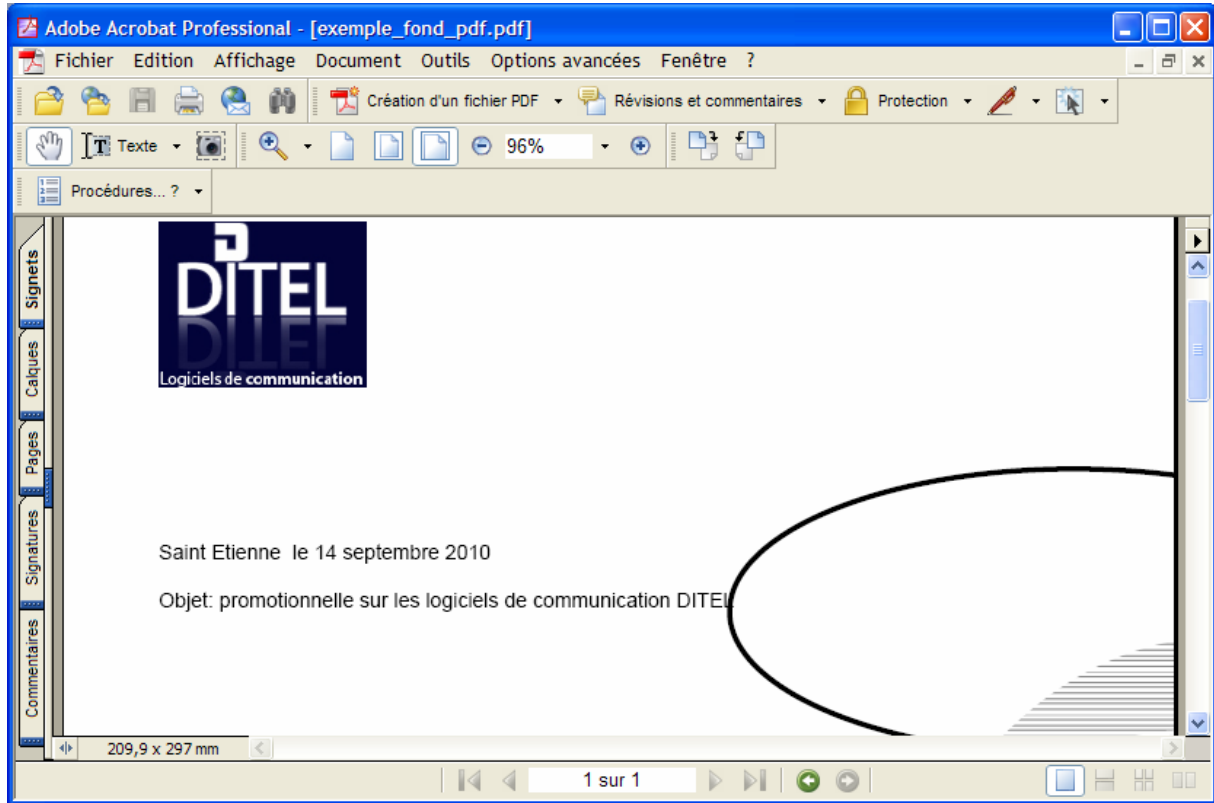 Adobe Acrobat Professional - [exemple_fond_pdf.pdf]
Fichier Edition Affichage Document Outils Options avancées Fenêtre ?
Création d'un fichier PDF Révisions et commentaires Protection
Texte 96%
Procédures... ?
Signets
Calques
Pages
Signatures
Commentaires
DITEL
Logiciels de communication
Saint Etienne le 14 septembre 2010
Objet: promotionnelle sur les logiciels de communication DITEL
209,9 x 297 mm
1 sur 1